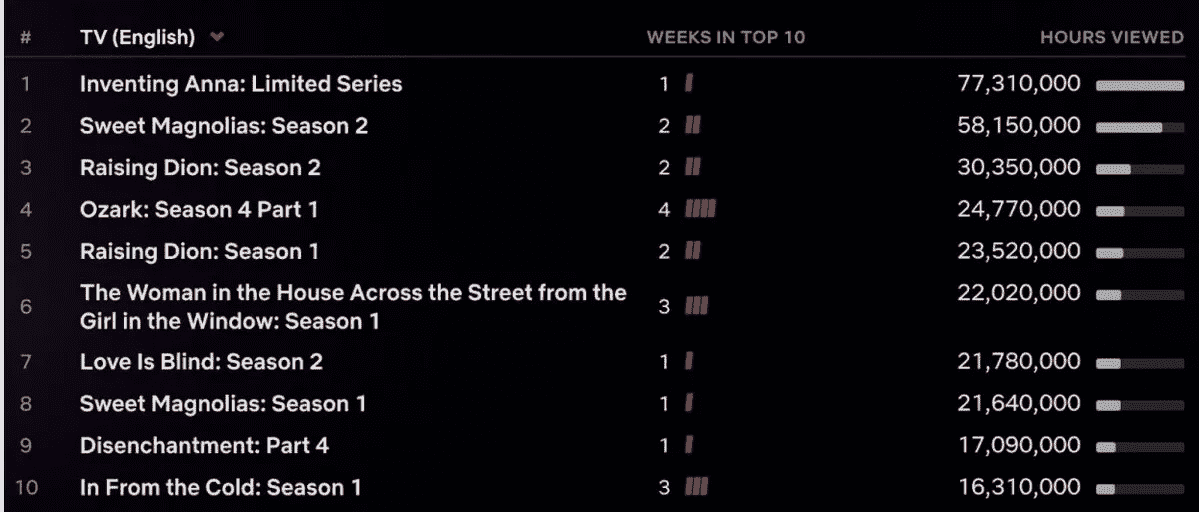 # TV (English) WEEKS IN TOP 10 HOURS VIEWED
1 Inventing Anna: Limited Series 1 77,310,000
2 Sweet Magnolias: Season 2 2 58,150,000
3 Raising Dion: Season 2 2 30,350,000
4 Ozark: Season 4 Part 1 4 24,770,000
5 Raising Dion: Season 1 2 23,520,000
6 The Woman in the House Across the Street from the
Girl in the Window: Season 1 3 22,020,000
7 Love Is Blind: Season 2 1 21,780,000
8 Sweet Magnolias: Season 1 1 21,640,000
9 Disenchantment: Part 4 1 17,090,000
10 In From the Cold: Season 1 3 16,310,000